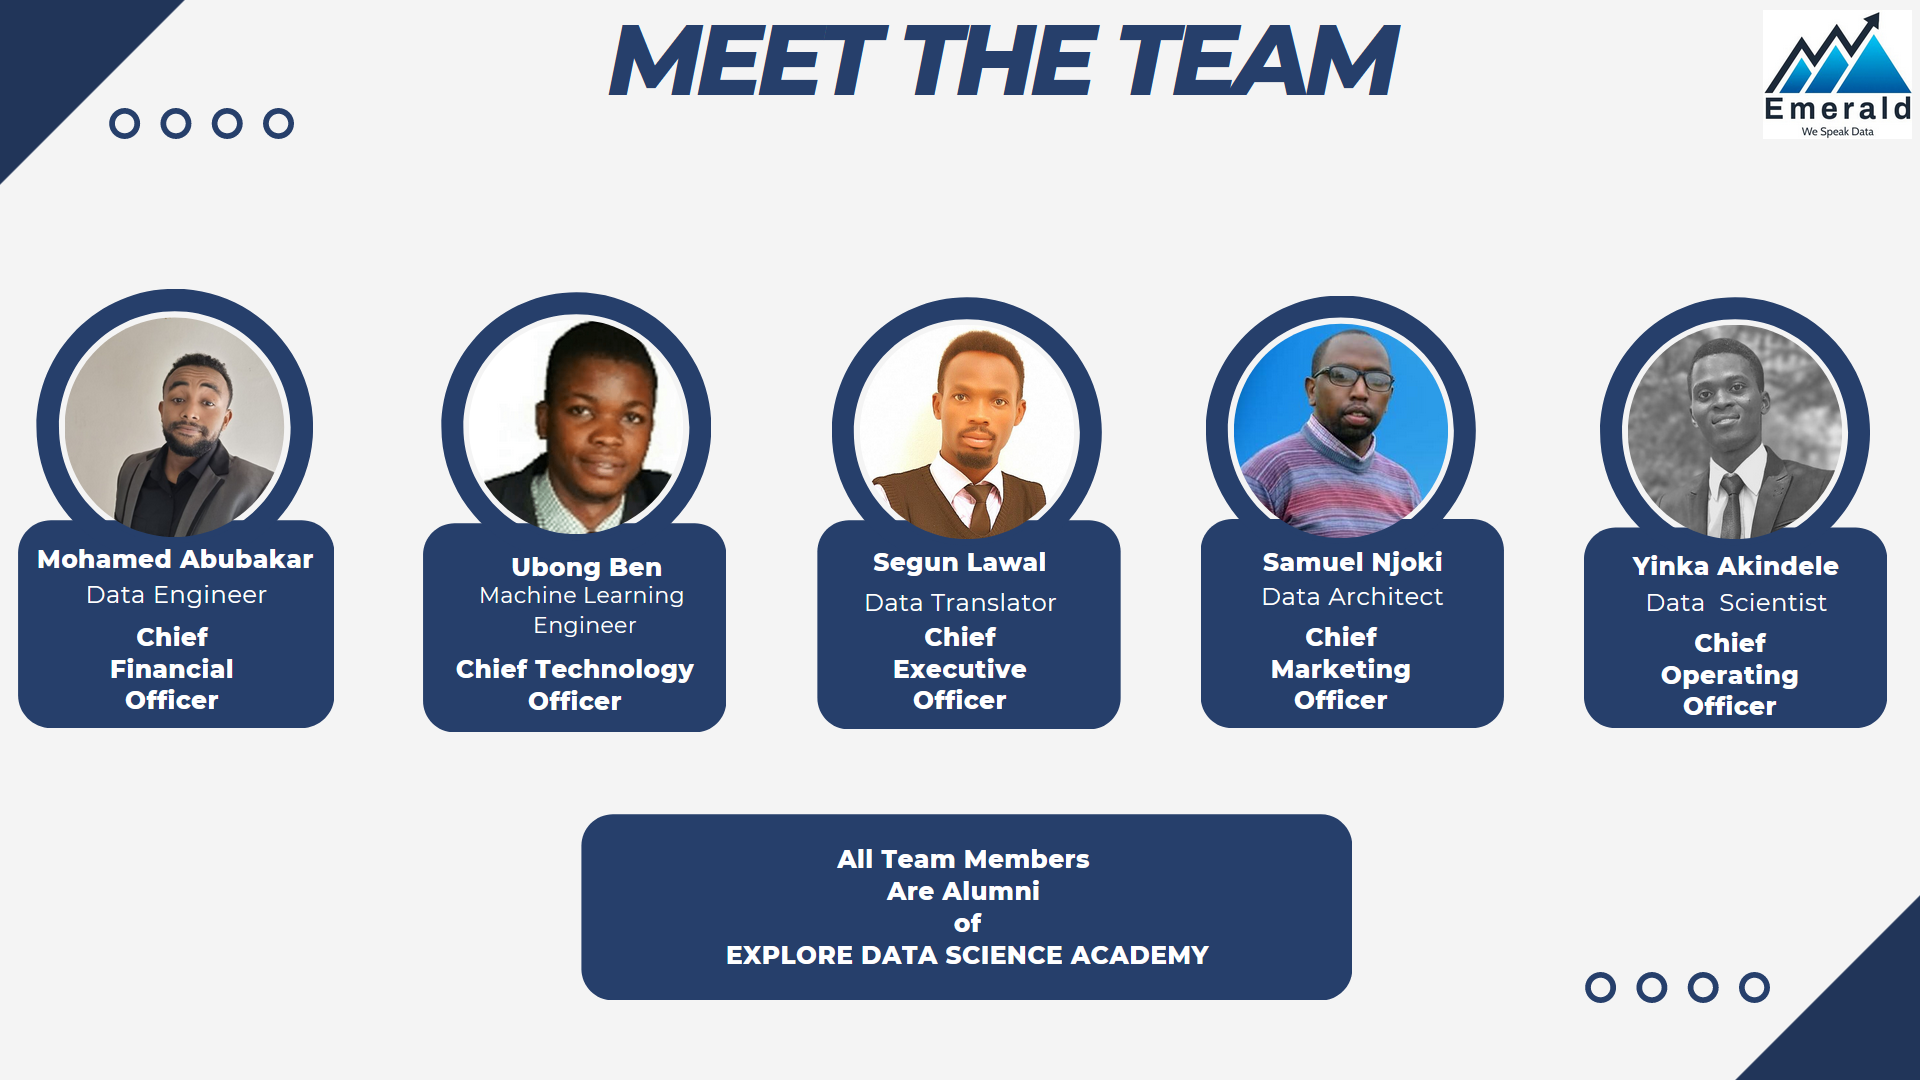 MEET THE TEAM
Emerald
We Speak Data
Mohamed Abubakar
Data Engineer
Chief
Financial
Officer
Ubong Ben
Machine Learning
Engineer
Chief Technology
Officer
Segun Lawal
Data Translator
Chief
Executive
Officer
Samuel Njoki
Data Architect
Chief
Marketing
Officer
Yinka Akindele
Data  Scientist
Chief
Operating
Officer
All Team Members
Are Alumni
of
EXPLORE DATA SCIENCE ACADEMY